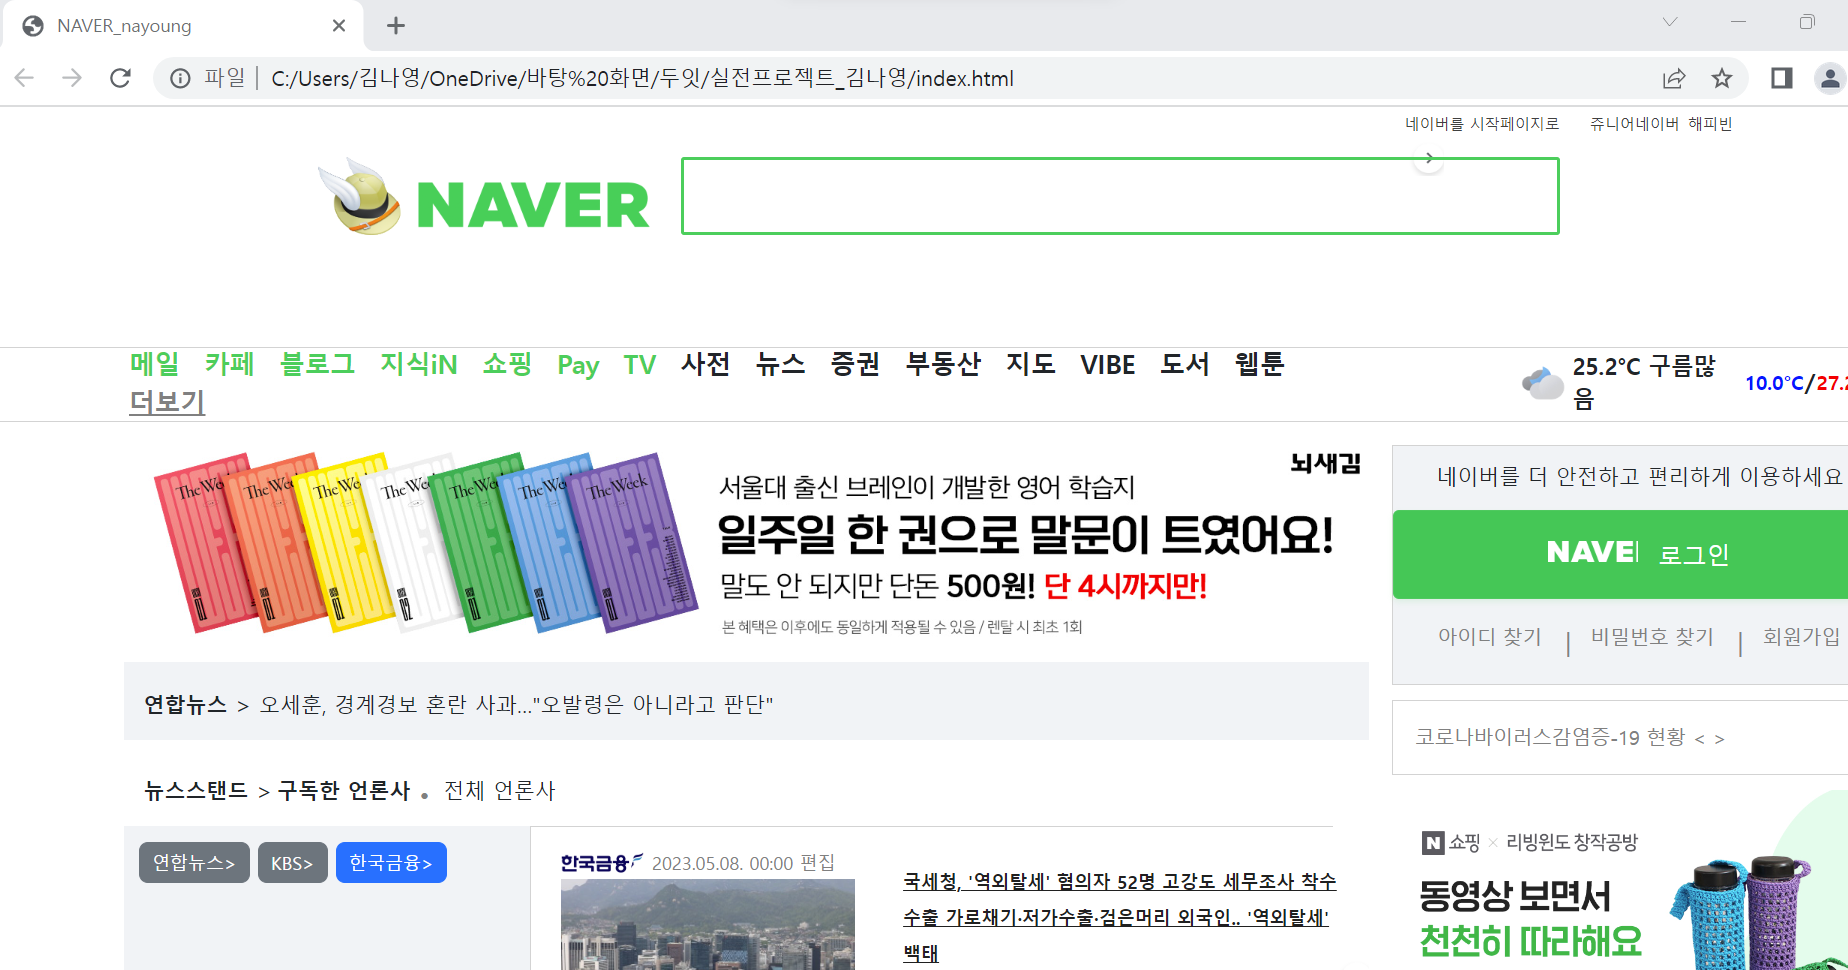 NAVER_nayoung
파일 | C:/Users/김나영/OneDrive/바탕%20화면/두잇/실전프로젝트_김나영/index.html
네이버를 시작페이지로 쥬니어네이버 해피빈
NAVER
메일 카페 블로그 지식iN 쇼핑 Pay TV 사전 뉴스 증권 부동산 지도 VIBE 도서 웹툰
더보기
25.2°C 구름많
음
10.0°C/27.2
The Week The Week The Week The Week The Week The Week The Week
뇌새김
서울대 출신 브레인이 개발한 영어 학습지
일주일 한 권으로 말문이 트였어요!
말도 안 되지만 단돈 500원! 단 4시까지만!
본 혜택은 이후에도 동일하게 적용될 수 있음 / 렌탈 시 최초 1회
네이버를 더 안전하고 편리하게 이용하세요
NAVE 로그인
아이디 찾기 | 비밀번호 찾기 | 회원가입
연합뉴스 > 오세훈, 경계경보 혼란 사과..."오발령은 아니라고 판단"
코로나바이러스감염증-19 현황 < >
뉴스스탠드 > 구독한 언론사 • 전체 언론사
연합뉴스> KBS> 한국금융>
한국금융 2023.05.08. 00:00 편집
국세청, '역외탈세' 혐의자 52명 고강도 세무조사 착수
수출 가로채기·저가수출·검은머리 외국인.. '역외탈세'
백태
N 쇼핑 × 리빙윈도 창작공방
동영상 보면서
천천히 따라해요